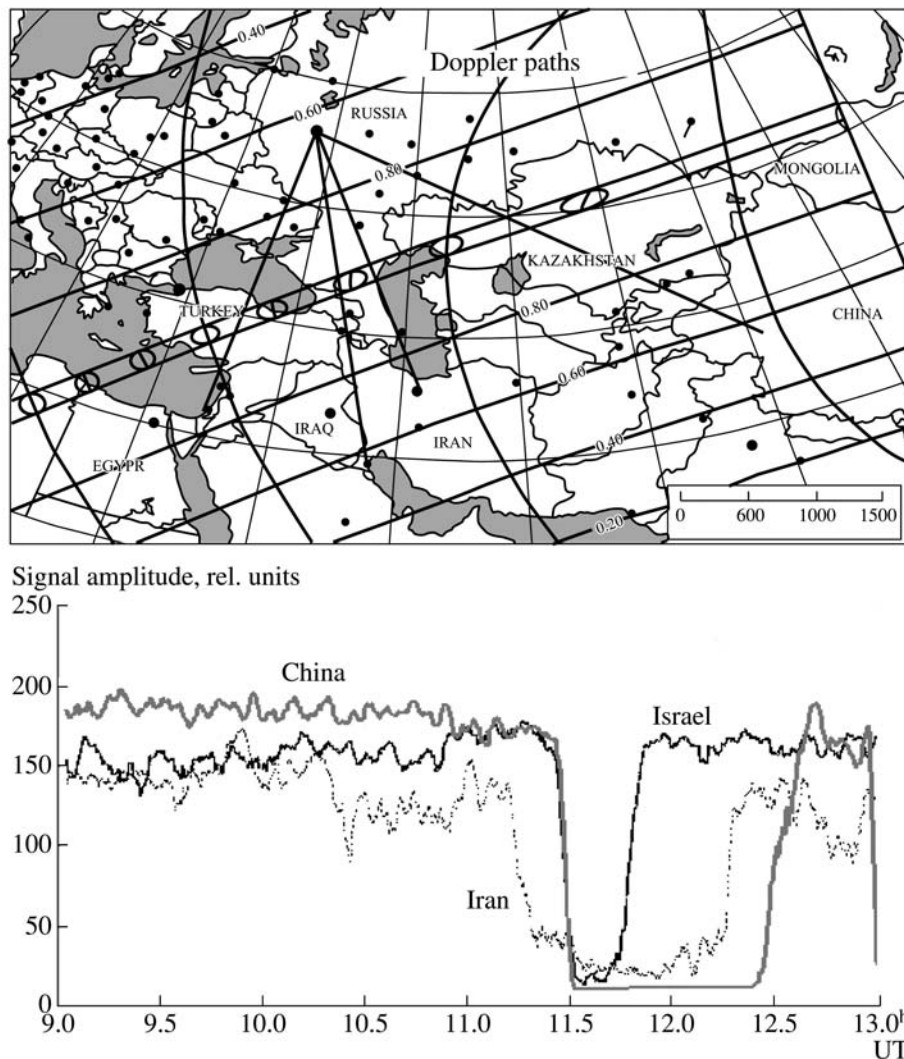 Doppler paths
0.40
0.60
RUSSIA
0.80
MONGOLIA
KAZAKHSTAN
TURKEY
0.80
CHINA
0.60
IRAQ
IRAN
0.40
EGYPR
0.20
0 600 1000 1500
Signal amplitude, rel. units
250
200
150
100
50
0
China
Israel
Iran
9.0 9.5 10.0 10.5 11.0 11.5 12.0 12.5 13.0h
UT